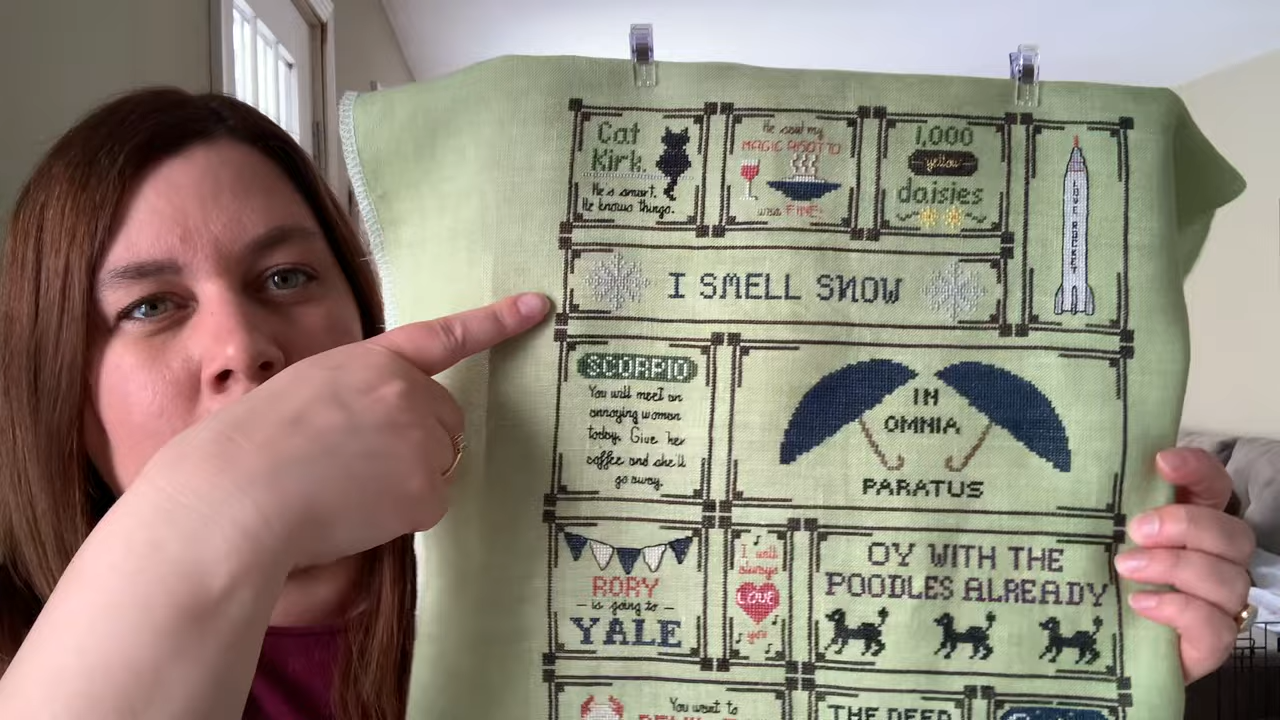 Cat
Kirk.
He's smart.
He knows things.
He said my
MAGIC RISOTTO
was FINE!
1,000
yellow
daisies
LOVE ROCKET
I SMELL SNOW
SCORPIO
You will meet an
annoying woman
today. Give her
coffee and she'll
go away.
IN
OMNIA
PARATUS
RORY
is going to
YALE
I will
always
LOVE
you
OY WITH THE
POODLES ALREADY
You want to
THE DEED